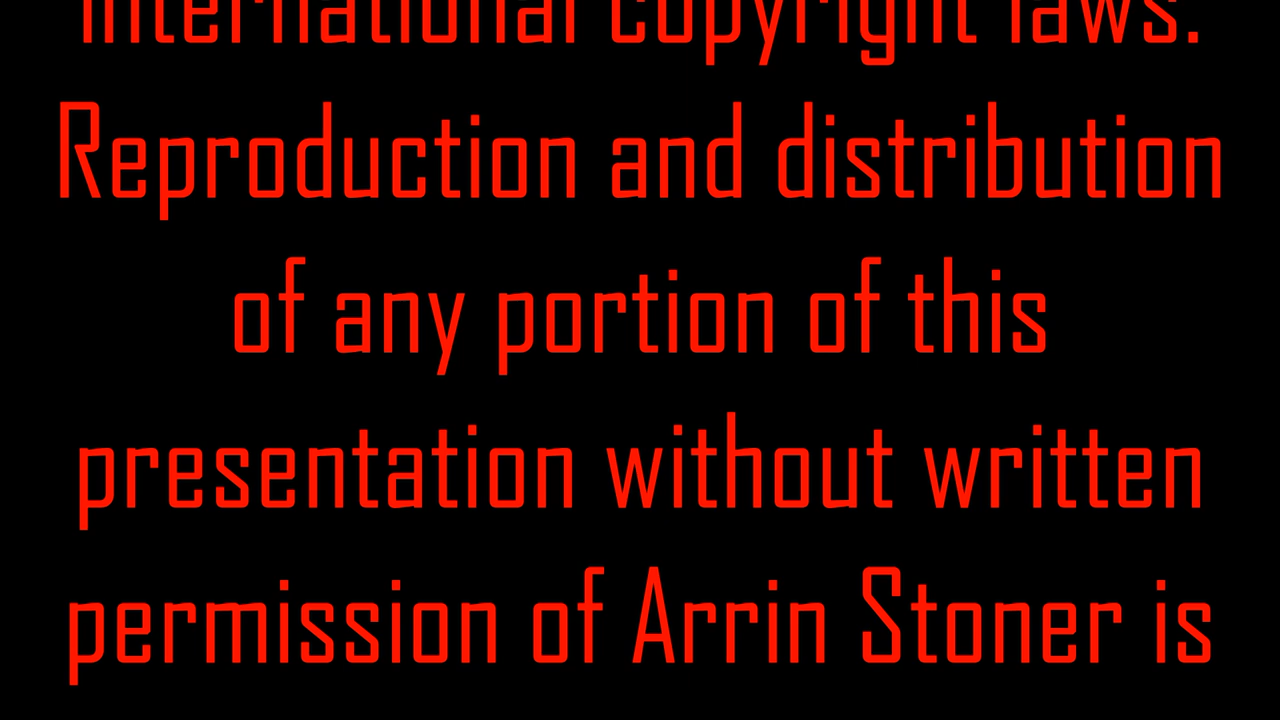 international copyright laws.
Reproduction and distribution
of any portion of this
presentation without written
permission of Arrin Stoner is